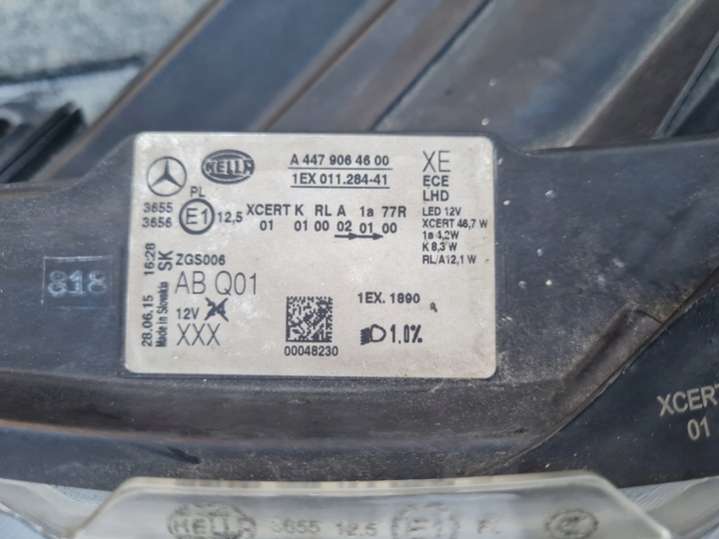 HELLA
A 447 906 46 00
1EX 011.284-41
XE
ECE
LHD
LED 12V
XCERT 46,7 W
1a 4,2W
K 8,3 W
RL/A12,1 W
PL
3655
3656
E1
12,5
XCERT K RL A 1a 77R
01 01 00 02 01 00
28.06.15 16:28
Made in Slovakia
SK
ZGS006
AB Q01
12V
XXX
00048230
1EX. 1890
1.0%
818
XCERT
01
HELLA 3655 12,5 E1 PL